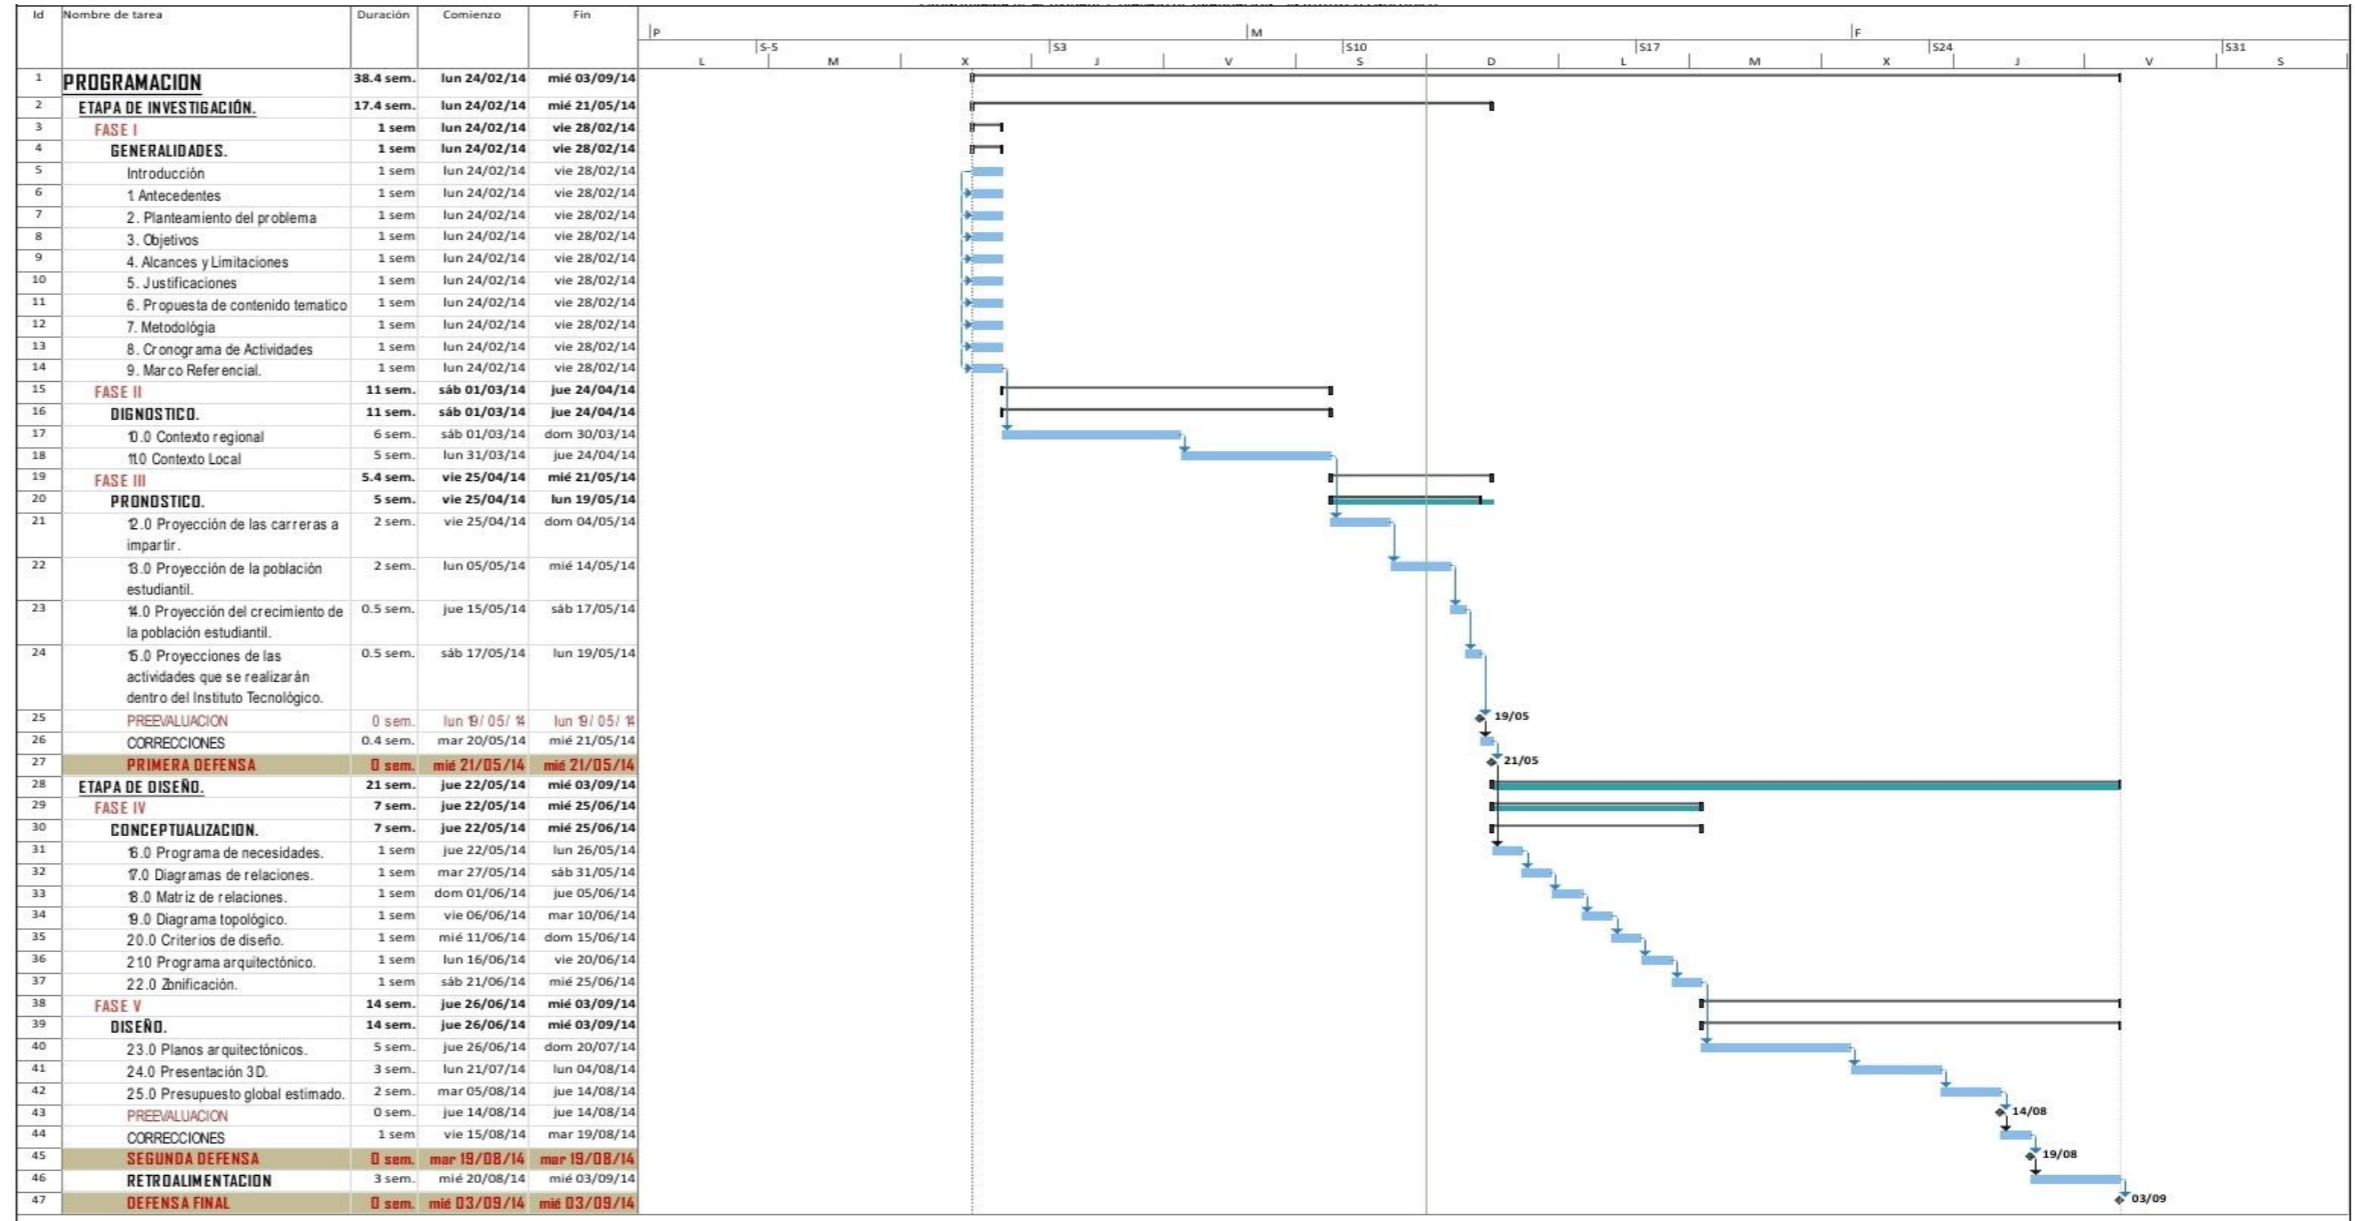 Id Nombre de tarea Duración Comienzo Fin
P M F
S-5 S3 S10 S17 S24 S31
L M X J V S D L M X J V S
1 PROGRAMACION 38.4 sem. lun 24/02/14 mié 03/09/14
2 ETAPA DE INVESTIGACIÓN. 17.4 sem. lun 24/02/14 mié 21/05/14
3 FASE I 1 sem lun 24/02/14 vie 28/02/14
4 GENERALIDADES. 1 sem lun 24/02/14 vie 28/02/14
5 Introducción 1 sem lun 24/02/14 vie 28/02/14
6 1. Antecedentes 1 sem lun 24/02/14 vie 28/02/14
7 2. Planteamiento del problema 1 sem lun 24/02/14 vie 28/02/14
8 3. Objetivos 1 sem lun 24/02/14 vie 28/02/14
9 4. Alcances y Limitaciones 1 sem lun 24/02/14 vie 28/02/14
10 5. Justificaciones 1 sem lun 24/02/14 vie 28/02/14
11 6. Propuesta de contenido tematico 1 sem lun 24/02/14 vie 28/02/14
12 7. Metodológia 1 sem lun 24/02/14 vie 28/02/14
13 8. Cronograma de Actividades 1 sem lun 24/02/14 vie 28/02/14
14 9. Marco Referencial. 1 sem lun 24/02/14 vie 28/02/14
15 FASE II 11 sem. sáb 01/03/14 jue 24/04/14
16 DIGNOSTICO. 11 sem. sáb 01/03/14 jue 24/04/14
17 10.0 Contexto regional 6 sem. sáb 01/03/14 dom 30/03/14
18 11.0 Contexto Local 5 sem. lun 31/03/14 jue 24/04/14
19 FASE III 5.4 sem. vie 25/04/14 mié 21/05/14
20 PRONOSTICO. 5 sem. vie 25/04/14 lun 19/05/14
21 12.0 Proyección de las carreras a 2 sem. vie 25/04/14 dom 04/05/14
impartir.
22 13.0 Proyección de la población 2 sem. lun 05/05/14 mié 14/05/14
estudiantil.
23 14.0 Proyección del crecimiento de 0.5 sem. jue 15/05/14 sáb 17/05/14
la población estudiantil.
24 15.0 Proyecciones de las 0.5 sem. sáb 17/05/14 lun 19/05/14
actividades que se realizarán
dentro del Instituto Tecnológico.
25 PREEVALUACION 0 sem. lun 19/05/14 lun 19/05/14 19/05
26 CORRECCIONES 0.4 sem. mar 20/05/14 mié 21/05/14
27 PRIMERA DEFENSA 0 sem. mié 21/05/14 mié 21/05/14 21/05
28 ETAPA DE DISEÑO. 21 sem. jue 22/05/14 mié 03/09/14
29 FASE IV 7 sem. jue 22/05/14 mié 25/06/14
30 CONCEPTUALIZACION. 7 sem. jue 22/05/14 mié 25/06/14
31 16.0 Programa de necesidades. 1 sem jue 22/05/14 lun 26/05/14
32 17.0 Diagramas de relaciones. 1 sem mar 27/05/14 sáb 31/05/14
33 18.0 Matriz de relaciones. 1 sem dom 01/06/14 jue 05/06/14
34 19.0 Diagrama topológico. 1 sem vie 06/06/14 mar 10/06/14
35 20.0 Criterios de diseño. 1 sem mié 11/06/14 dom 15/06/14
36 21.0 Programa arquitectónico. 1 sem lun 16/06/14 vie 20/06/14
37 22.0 Zonificación. 1 sem sáb 21/06/14 mié 25/06/14
38 FASE V 14 sem. jue 26/06/14 mié 03/09/14
39 DISEÑO. 14 sem. jue 26/06/14 mié 03/09/14
40 23.0 Planos arquitectónicos. 5 sem. jue 26/06/14 dom 20/07/14
41 24.0 Presentación 3D. 3 sem. lun 21/07/14 lun 04/08/14
42 25.0 Presupuesto global estimado. 2 sem. mar 05/08/14 jue 14/08/14
43 PREEVALUACION 0 sem. jue 14/08/14 jue 14/08/14 14/08
44 CORRECCIONES 1 sem vie 15/08/14 mar 19/08/14
45 SEGUNDA DEFENSA 0 sem. mar 19/08/14 mar 19/08/14 19/08
46 RETROALIMENTACION 3 sem. mié 20/08/14 mié 03/09/14
47 DEFENSA FINAL 0 sem. mié 03/09/14 mié 03/09/14 03/09